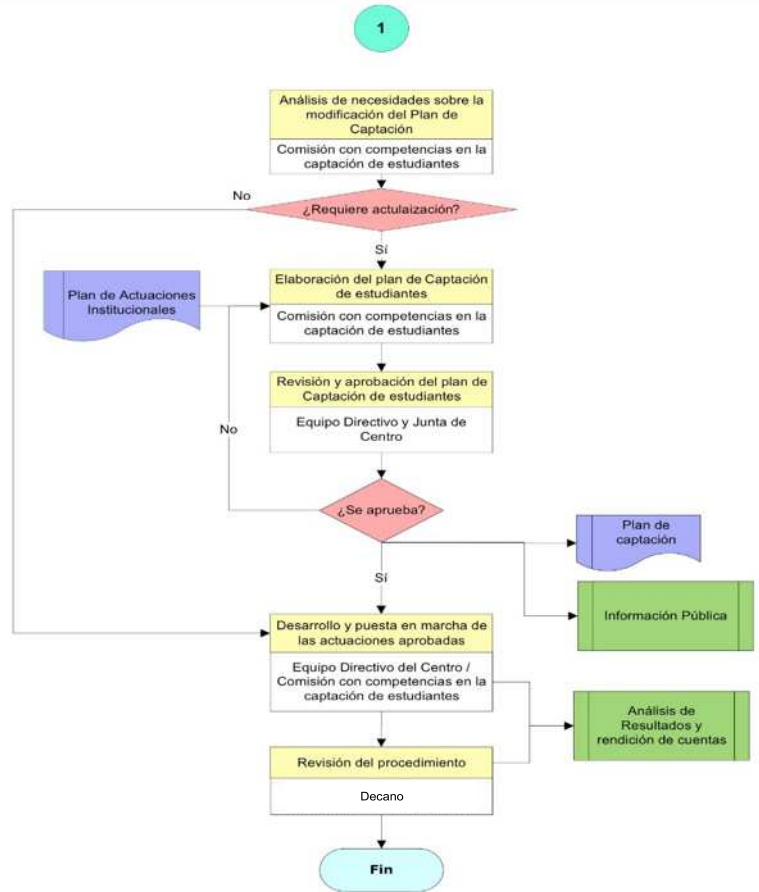 1
Análisis de necesidades sobre la
modificación del Plan de
Captación
Comisión con competencias en la
captación de estudiantes
No
¿Requiere actulaización?
Sí
Plan de Actuaciones
Institucionales
Elaboración del plan de Captación
de estudiantes
Comisión con competencias en la
captación de estudiantes
Revisión y aprobación del plan de
Captación de estudiantes
Equipo Directivo y Junta de
Centro
No
¿Se aprueba?
Plan de
captación
Sí
Información Pública
Desarrollo y puesta en marcha de
las actuaciones aprobadas
Equipo Directivo del Centro /
Comisión con competencias en la
captación de estudiantes
Análisis de
Resultados y
rendición de cuentas
Revisión del procedimiento
Decano
Fin